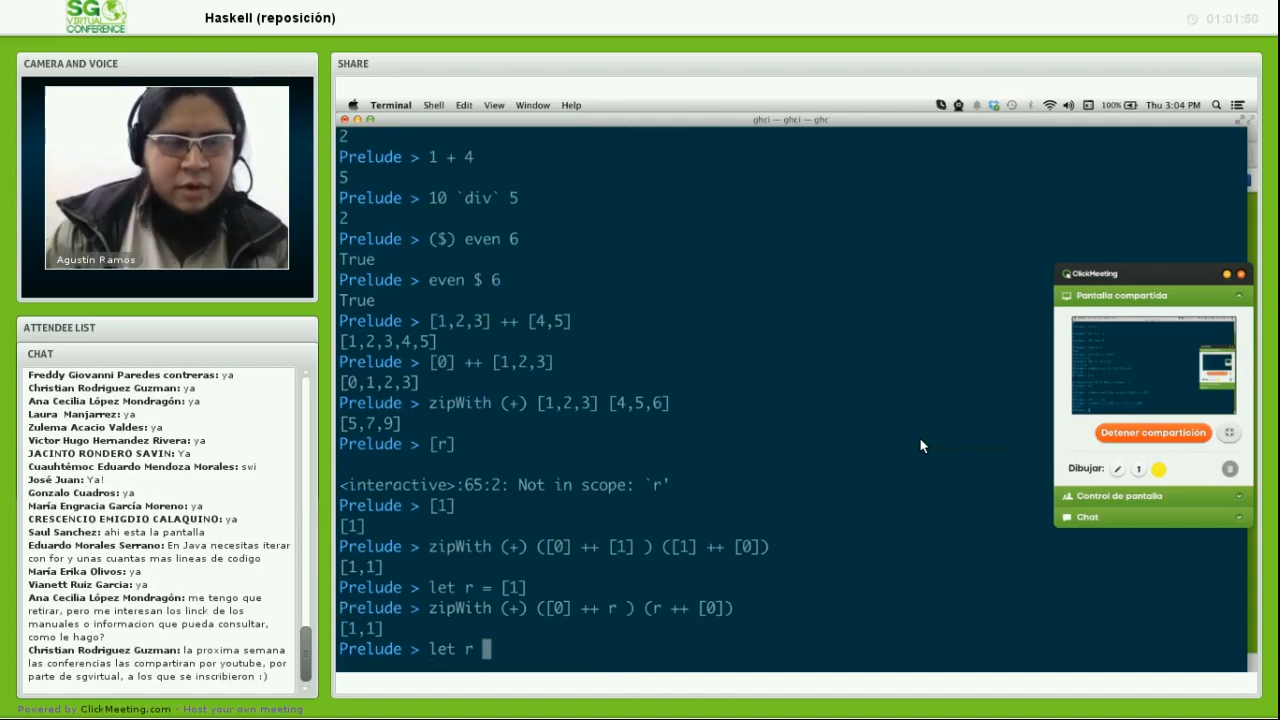 SG
VIRTUAL
CONFERENCE
Haskell (reposición)
01:01:50
CAMERA AND VOICE
Agustin Ramos
ATTENDEE LIST
CHAT
Freddy Giovanni Paredes contreras: ya
Christian Rodriguez Guzman: ya
Ana Cecilia López Mondragón: ya
Laura Manjarrez: ya
Zulema Acacio Valdes: ya
Victor Hugo Hernandez Rivera: ya
JACINTO RONDERO SAVIN: Ya
Cuauhtémoc Eduardo Mendoza Morales: swi
José Juan: Ya!
Gonzalo Cuadros: ya
María Engracia García Moreno: ya
CRESCENCIO EMIGDIO CALAQUINO: ya
Saul Sanchez: ahi esta la pantalla
Eduardo Morales Serrano: En Java necesitas iterar
con for y unas cuantas mas lineas de codigo
María Erika Olivos: ya
Vianett Ruiz Garcia: ya
Ana Cecilia López Mondragón: me tengo que
retirar, pero me interesan los linck de los
manuales o informacion que pueda consultar,
como le hago?
Christian Rodriguez Guzman: la proxima semana
las conferencias las compartiran por youtube, por
parte de sgvirtual, a los que se inscribieron :)
Powered by ClickMeeting.com - Host your own meeting
SHARE
Terminal Shell Edit View Window Help
100% Thu 3:04 PM
ghci — ghci — ghc
2
Prelude > 1 + 4
5
Prelude > 10 `div` 5
2
Prelude > ($) even 6
True
Prelude > even $ 6
True
Prelude > [1,2,3] ++ [4,5]
[1,2,3,4,5]
Prelude > [0] ++ [1,2,3]
[0,1,2,3]
Prelude > zipWith (+) [1,2,3] [4,5,6]
[5,7,9]
Prelude > [r]
<interactive>:65:2: Not in scope: `r'
Prelude > [1]
[1]
Prelude > zipWith (+) ([0] ++ [1] ) ([1] ++ [0])
[1,1]
Prelude > let r = [1]
Prelude > zipWith (+) ([0] ++ r ) (r ++ [0])
[1,1]
Prelude > let r
ClickMeeting
Pantalla compartida
Detener compartición
Dibujar:
Control de pantalla
Chat